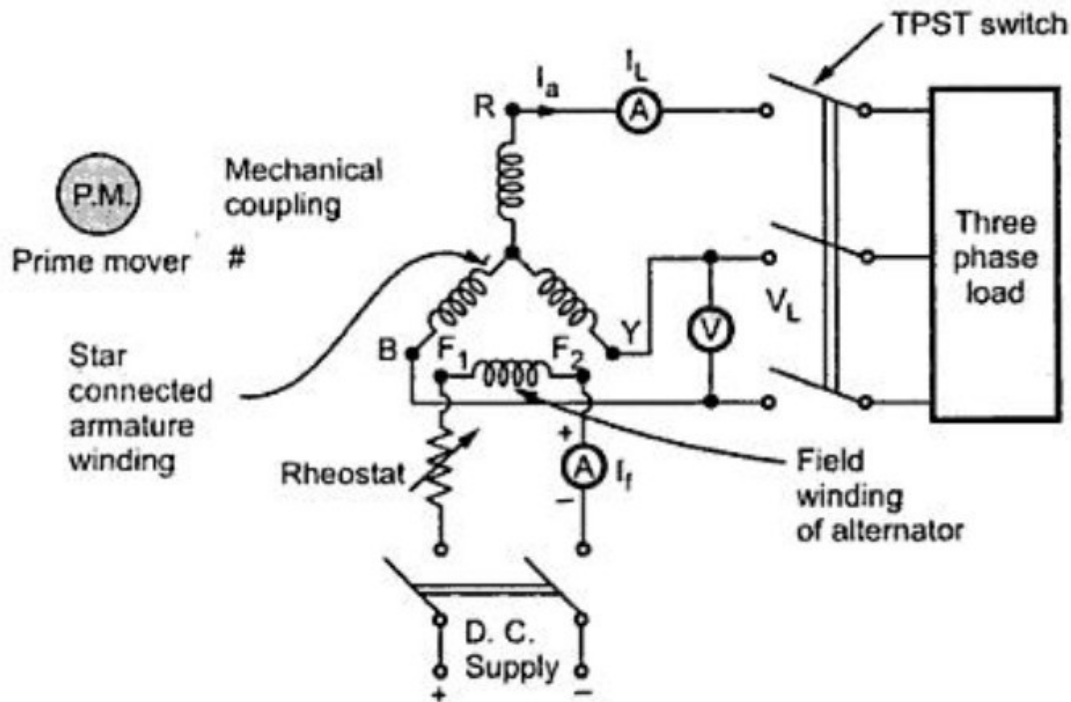 TPST switch
I_L
I_a
R
A
P.M.
Mechanical
coupling
Prime mover
#
Three
phase
load
V_L
V
Y
B
F_1
F_2
Star
connected
armature
winding
Rheostat
+
A
I_f
–
Field
winding
of alternator
D. C.
Supply
+
–